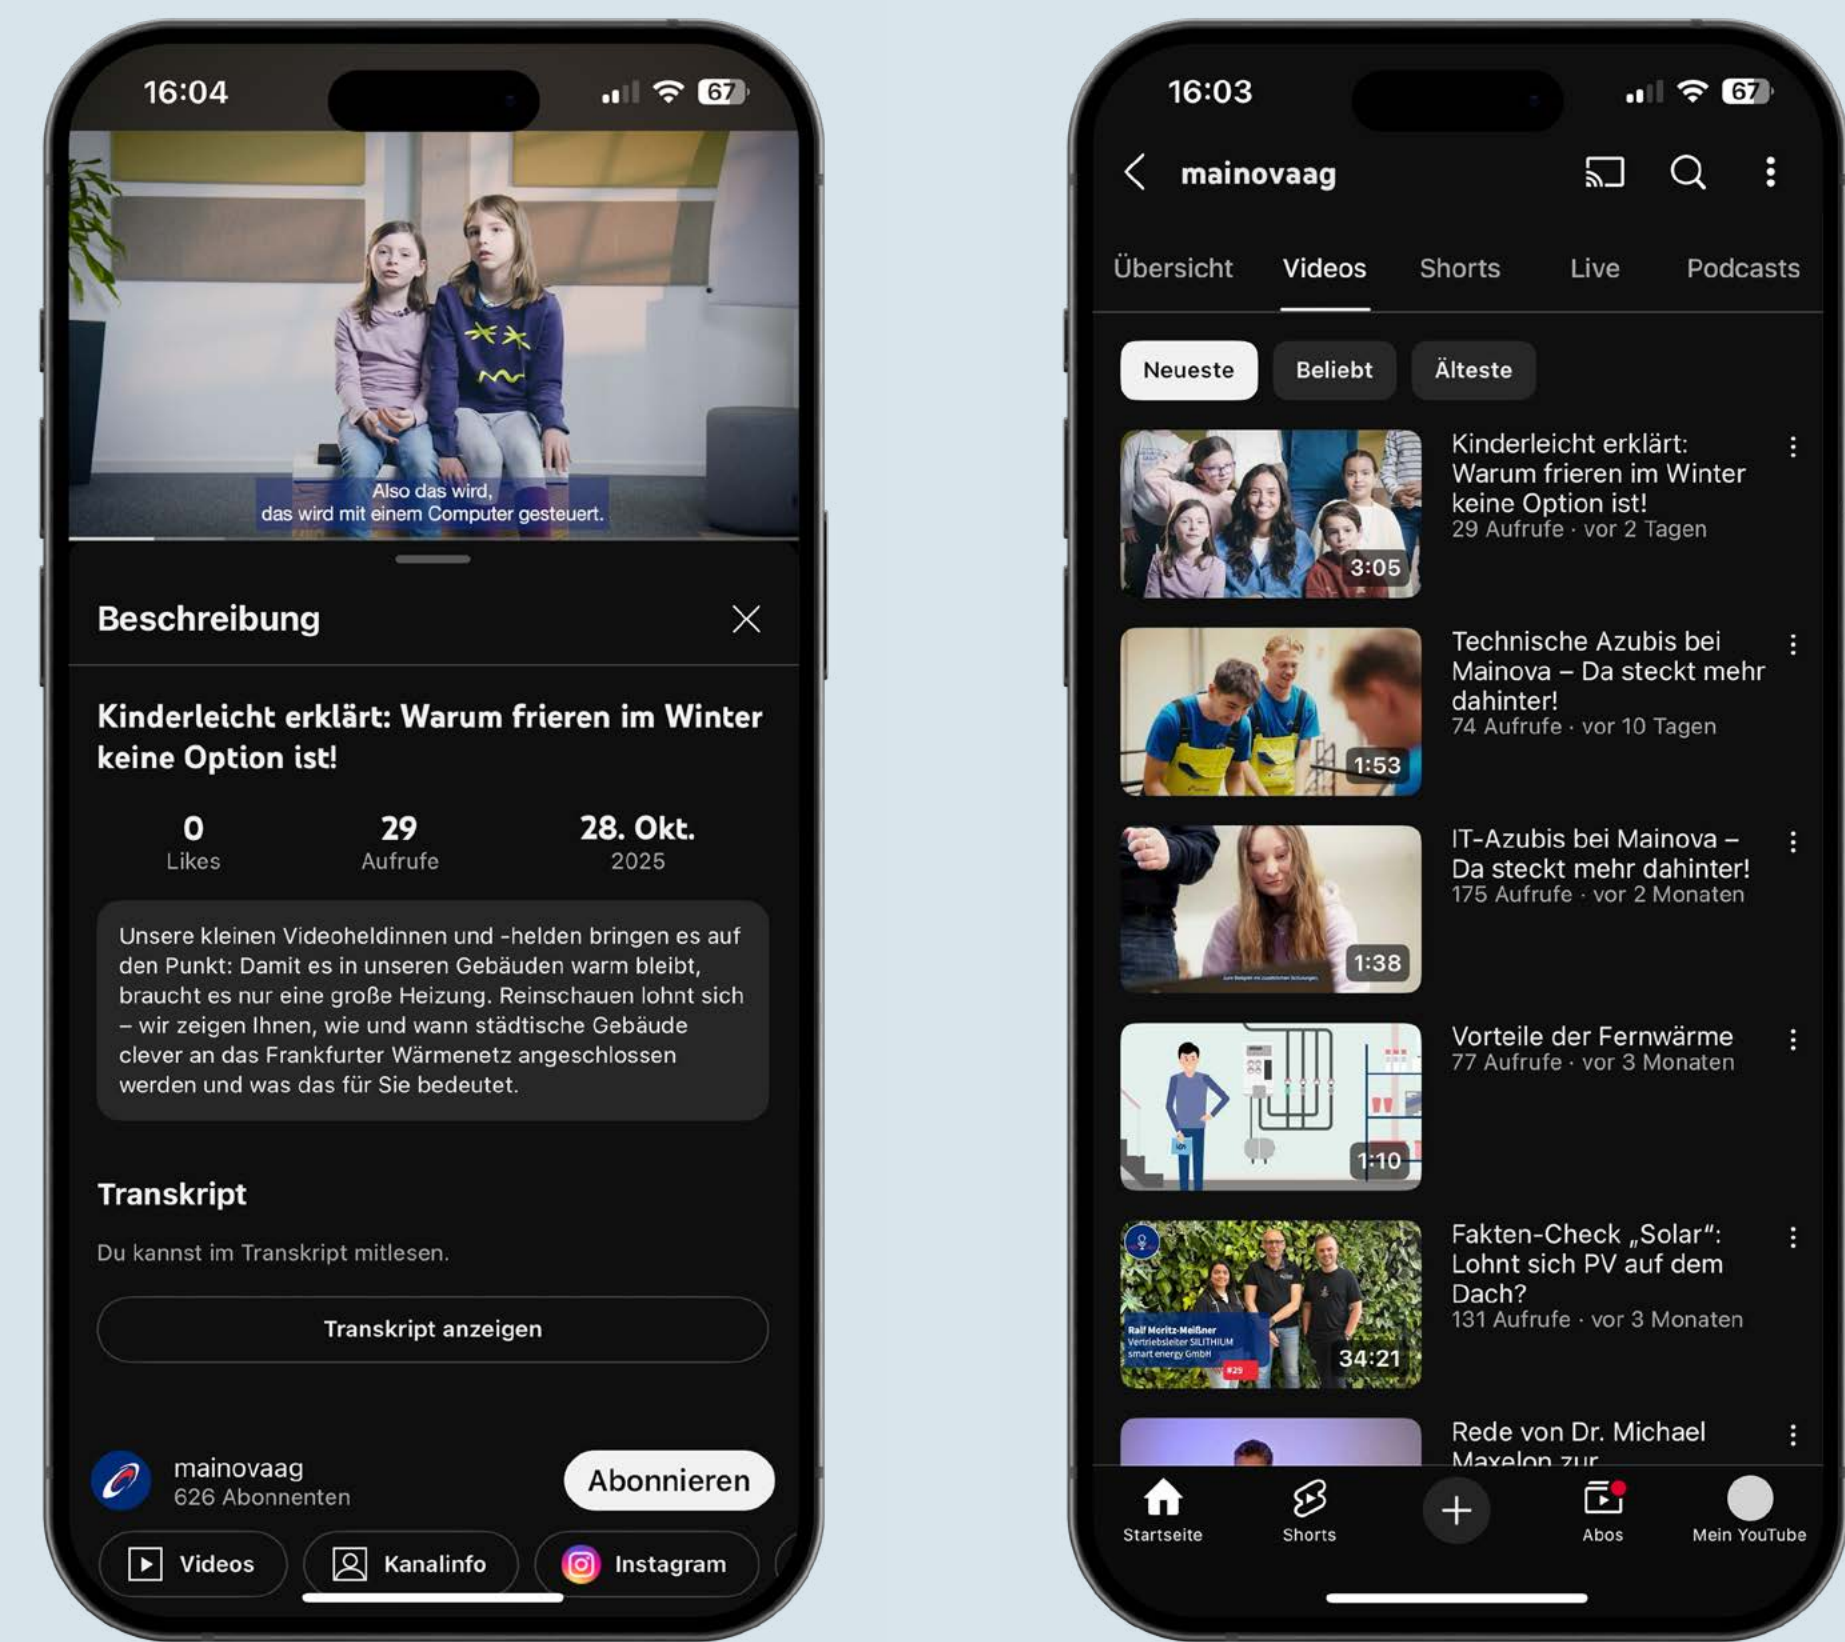 16:04
67
Also das wird,
das wird mit einem Computer gesteuert.
Beschreibung
Kinderleicht erklärt: Warum frieren im Winter
keine Option ist!
0
Likes
29
Aufrufe
28. Okt.
2025
Unsere kleinen Videoheldinnen und -helden bringen es auf
den Punkt: Damit es in unseren Gebäuden warm bleibt,
braucht es nur eine große Heizung. Reinschauen lohnt sich
– wir zeigen Ihnen, wie und wann städtische Gebäude
clever an das Frankfurter Wärmenetz angeschlossen
werden und was das für Sie bedeutet.
Transkript
Du kannst im Transkript mitlesen.
Transkript anzeigen
mainovaag
626 Abonnenten
Abonnieren
Videos
Kanalinfo
Instagram
16:03
67
mainovaag
Übersicht
Videos
Shorts
Live
Podcasts
Neueste
Beliebt
Älteste
3:05
Kinderleicht erklärt:
Warum frieren im Winter
keine Option ist!
29 Aufrufe · vor 2 Tagen
1:53
Technische Azubis bei
Mainova – Da steckt mehr
dahinter!
74 Aufrufe · vor 10 Tagen
1:38
IT-Azubis bei Mainova –
Da steckt mehr dahinter!
175 Aufrufe · vor 2 Monaten
1:10
Vorteile der Fernwärme
77 Aufrufe · vor 3 Monaten
Ralf Moritz-Meißner
Vertriebsleiter SILITHIUM
smart energy GmbH
#29
34:21
Fakten-Check „Solar“:
Lohnt sich PV auf dem
Dach?
131 Aufrufe · vor 3 Monaten
Rede von Dr. Michael
Maxelon zur
Startseite
Shorts
Abos
Mein YouTube